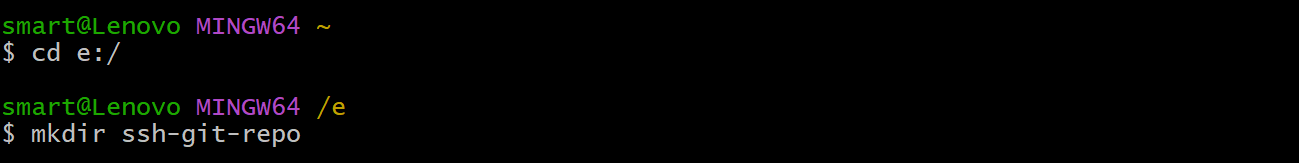 smart@Lenovo MINGW64 ~
$ cd e:/
smart@Lenovo MINGW64 /e
$ mkdir ssh-git-repo